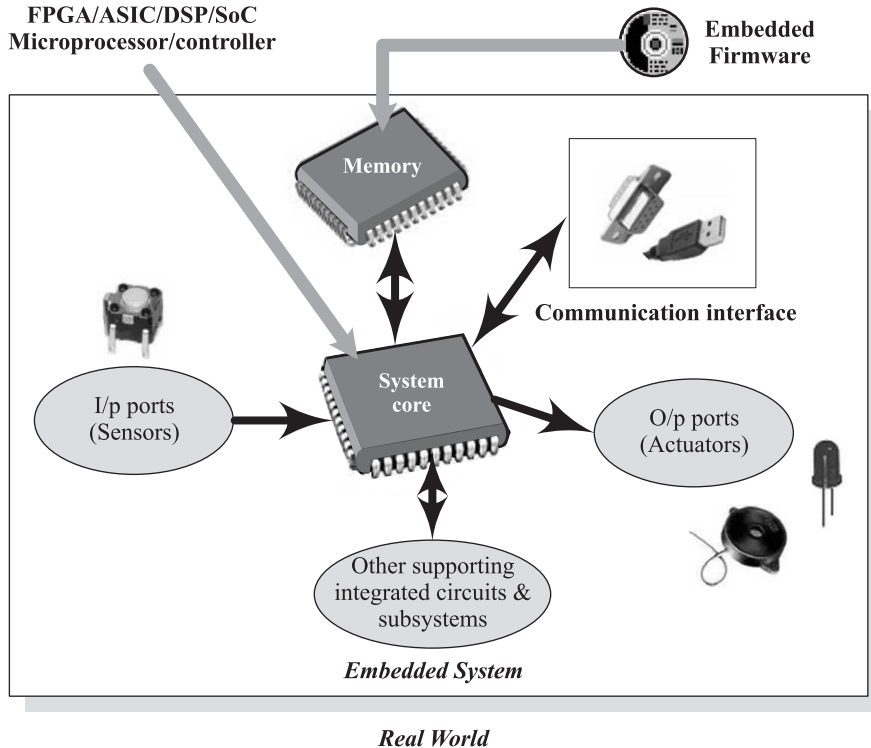 FPGA/ASIC/DSP/SoC
Microprocessor/controller
Embedded
Firmware
Memory
Communication interface
System
core
I/p ports
(Sensors)
O/p ports
(Actuators)
Other supporting
integrated circuits &
subsystems
Embedded System
Real World